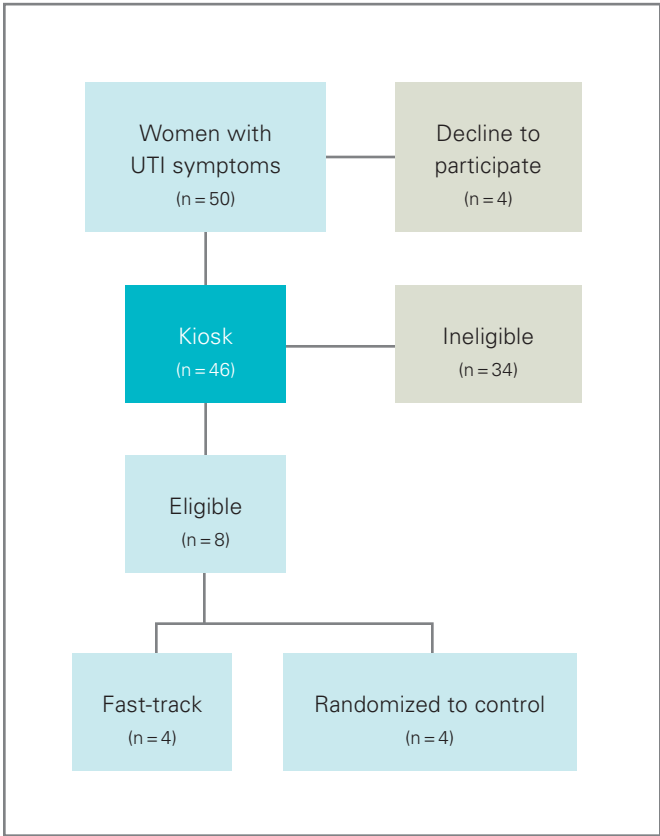 Women with
UTI symptoms
(n = 50)
Decline to
participate
(n = 4)
Kiosk
(n = 46)
Ineligible
(n = 34)
Eligible
(n = 8)
Fast-track
(n = 4)
Randomized to control
(n = 4)